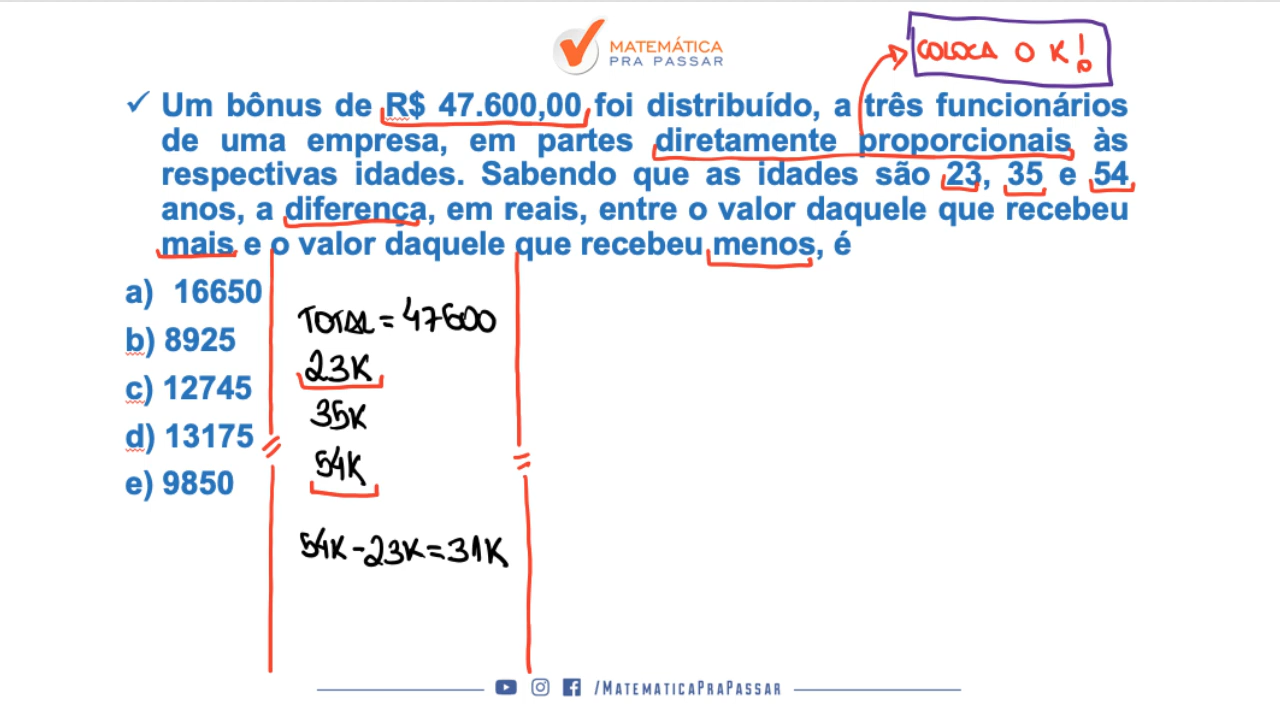 MATEMÁTICA
PRA PASSAR
COLOCA O K!
✓ Um bônus de R$ 47.600,00 foi distribuído, a três funcionários
de uma empresa, em partes diretamente proporcionais às
respectivas idades. Sabendo que as idades são 23, 35 e 54
anos, a diferença, em reais, entre o valor daquele que recebeu
mais e o valor daquele que recebeu menos, é
a) 16650
b) 8925
c) 12745
d) 13175
e) 9850
TOTAL = 47600
23K
35K
54K
54K-23K=31K
/MATEMATICAPRAPASSAR